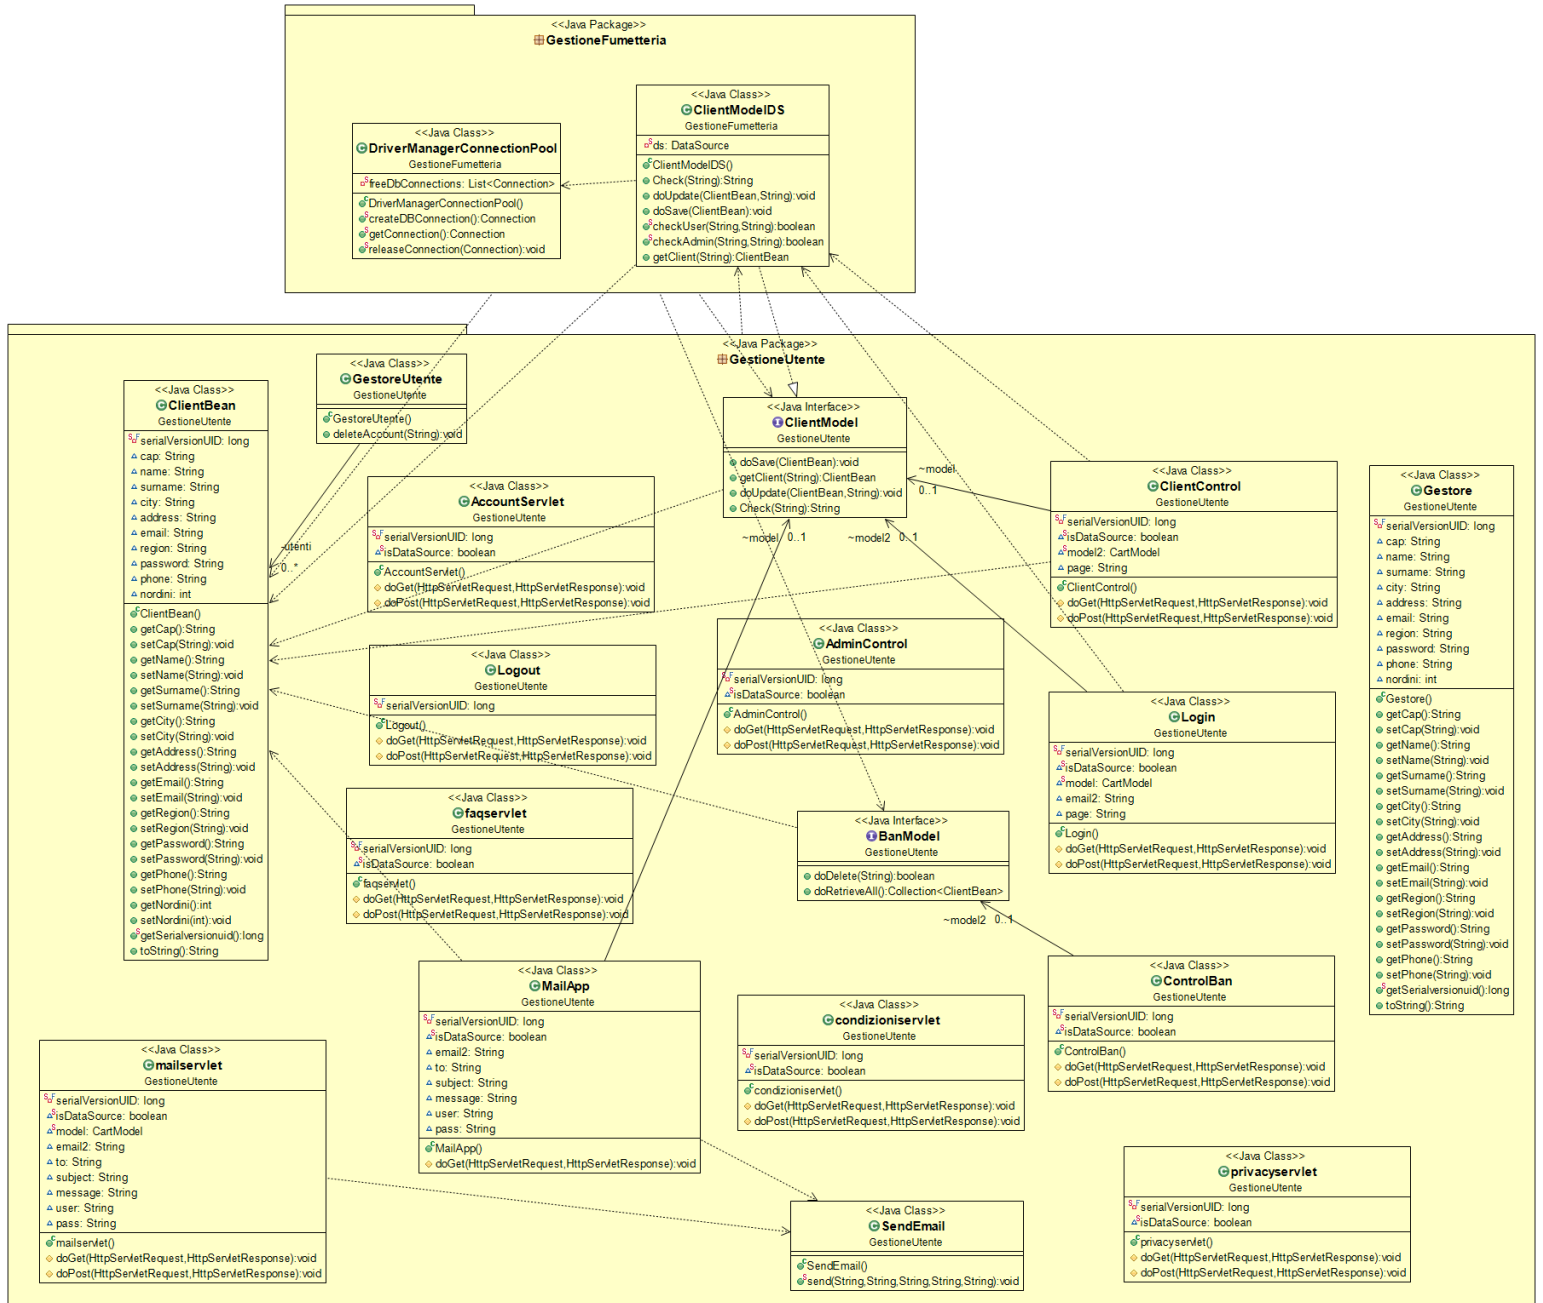 <<Java Package>>
GestioneFumetteria
<<Java Class>>
ClientModelDS
GestioneFumetteria
ds: DataSource
ClientModelDS()
Check(String):String
doUpdate(ClientBean,String):void
doSave(ClientBean):void
checkUser(String,String):boolean
checkAdmin(String,String):boolean
getClient(String):ClientBean
<<Java Class>>
DriverManagerConnectionPool
GestioneFumetteria
freeDbConnections: List<Connection>
DriverManagerConnectionPool()
createDBConnection():Connection
getConnection():Connection
releaseConnection(Connection):void
<<Java Package>>
GestioneUtente
<<Java Class>>
GestoreUtente
GestioneUtente
GestoreUtente()
deleteAccount(String):void
<<Java Class>>
ClientBean
GestioneUtente
serialVersionUID: long
cap: String
name: String
surname: String
city: String
address: String
email: String
region: String
password: String
phone: String
nordini: int
ClientBean()
getCap():String
setCap(String):void
getName():String
setName(String):void
getSurname():String
setSurname(String):void
getCity():String
setCity(String):void
getAddress():String
setAddress(String):void
getEmail():String
setEmail(String):void
getRegion():String
setRegion(String):void
getPassword():String
setPassword(String):void
getPhone():String
setPhone(String):void
getNordini():int
setNordini(int):void
getSerialversionuid():long
toString():String
-utenti
0..*
<<Java Interface>>
ClientModel
GestioneUtente
doSave(ClientBean):void
getClient(String):ClientBean
doUpdate(ClientBean,String):void
Check(String):String
~model
0..1
~model 0..1
~model2 0..1
<<Java Class>>
AccountServlet
GestioneUtente
serialVersionUID: long
isDataSource: boolean
AccountServlet()
doGet(HttpServletRequest,HttpServletResponse):void
doPost(HttpServletRequest,HttpServletResponse):void
<<Java Class>>
ClientControl
GestioneUtente
serialVersionUID: long
isDataSource: boolean
model2: CartModel
page: String
ClientControl()
doGet(HttpServletRequest,HttpServletResponse):void
doPost(HttpServletRequest,HttpServletResponse):void
<<Java Class>>
Gestore
GestioneUtente
serialVersionUID: long
cap: String
name: String
surname: String
city: String
address: String
email: String
region: String
password: String
phone: String
nordini: int
Gestore()
getCap():String
setCap(String):void
getName():String
setName(String):void
getSurname():String
setSurname(String):void
getCity():String
setCity(String):void
getAddress():String
setAddress(String):void
getEmail():String
setEmail(String):void
getRegion():String
setRegion(String):void
getPassword():String
setPassword(String):void
getPhone():String
setPhone(String):void
getSerialversionuid():long
toString():String
<<Java Class>>
Logout
GestioneUtente
serialVersionUID: long
Logout()
doGet(HttpServletRequest,HttpServletResponse):void
doPost(HttpServletRequest,HttpServletResponse):void
<<Java Class>>
AdminControl
GestioneUtente
serialVersionUID: long
isDataSource: boolean
AdminControl()
doGet(HttpServletRequest,HttpServletResponse):void
doPost(HttpServletRequest,HttpServletResponse):void
<<Java Class>>
Login
GestioneUtente
serialVersionUID: long
isDataSource: boolean
model: CartModel
email2: String
page: String
Login()
doGet(HttpServletRequest,HttpServletResponse):void
doPost(HttpServletRequest,HttpServletResponse):void
<<Java Class>>
faqservlet
GestioneUtente
serialVersionUID: long
isDataSource: boolean
faqservlet()
doGet(HttpServletRequest,HttpServletResponse):void
doPost(HttpServletRequest,HttpServletResponse):void
<<Java Interface>>
BanModel
GestioneUtente
doDelete(String):boolean
doRetrieveAll():Collection<ClientBean>
~model2 0..1
<<Java Class>>
MailApp
GestioneUtente
serialVersionUID: long
isDataSource: boolean
email2: String
to: String
subject: String
message: String
user: String
pass: String
MailApp()
doGet(HttpServletRequest,HttpServletResponse):void
<<Java Class>>
ControlBan
GestioneUtente
serialVersionUID: long
isDataSource: boolean
ControlBan()
doGet(HttpServletRequest,HttpServletResponse):void
doPost(HttpServletRequest,HttpServletResponse):void
<<Java Class>>
condizioniservlet
GestioneUtente
serialVersionUID: long
isDataSource: boolean
condizioniservlet()
doGet(HttpServletRequest,HttpServletResponse):void
doPost(HttpServletRequest,HttpServletResponse):void
<<Java Class>>
mailservlet
GestioneUtente
serialVersionUID: long
isDataSource: boolean
model: CartModel
email2: String
to: String
subject: String
message: String
user: String
pass: String
mailservlet()
doGet(HttpServletRequest,HttpServletResponse):void
doPost(HttpServletRequest,HttpServletResponse):void
<<Java Class>>
privacyservlet
GestioneUtente
serialVersionUID: long
isDataSource: boolean
privacyservlet()
doGet(HttpServletRequest,HttpServletResponse):void
doPost(HttpServletRequest,HttpServletResponse):void
<<Java Class>>
SendEmail
GestioneUtente
SendEmail()
send(String,String,String,String,String):void